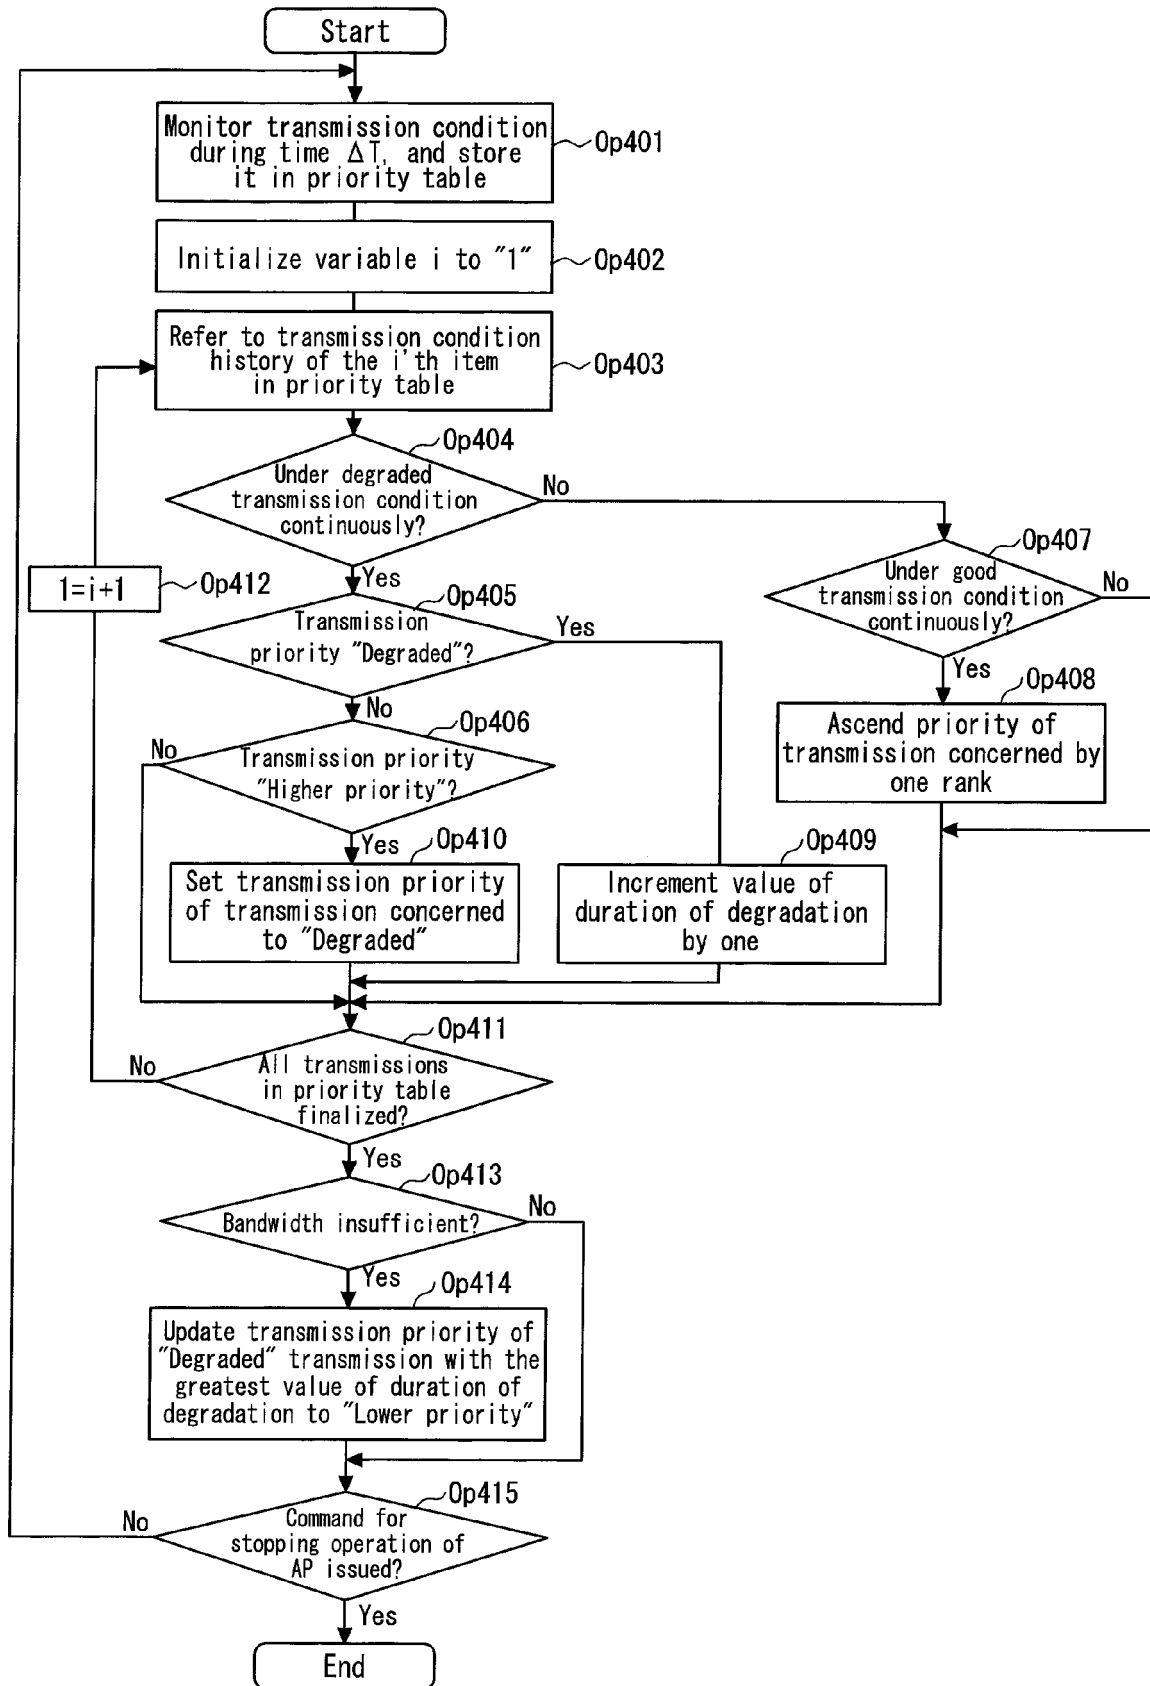 Start
Monitor transmission condition
during time ΔT, and store
it in priority table
Op401
Initialize variable i to "1"
Op402
Refer to transmission condition
history of the i'th item
in priority table
Op403
Op404
Under degraded
transmission condition
continuously?
No
Yes
Op407
Under good
transmission condition
continuously?
No
Yes
1=i+1
Op412
Op405
Transmission
priority "Degraded"?
Yes
No
Op406
Transmission priority
"Higher priority"?
No
Yes
Op408
Ascend priority of
transmission concerned by
one rank
Op410
Set transmission priority
of transmission concerned
to "Degraded"
Op409
Increment value of
duration of degradation
by one
Op411
All transmissions
in priority table
finalized?
No
Yes
Op413
Bandwidth insufficient?
No
Yes
Op414
Update transmission priority of
"Degraded" transmission with the
greatest value of duration of
degradation to "Lower priority"
Op415
Command for
stopping operation of
AP issued?
No
Yes
End